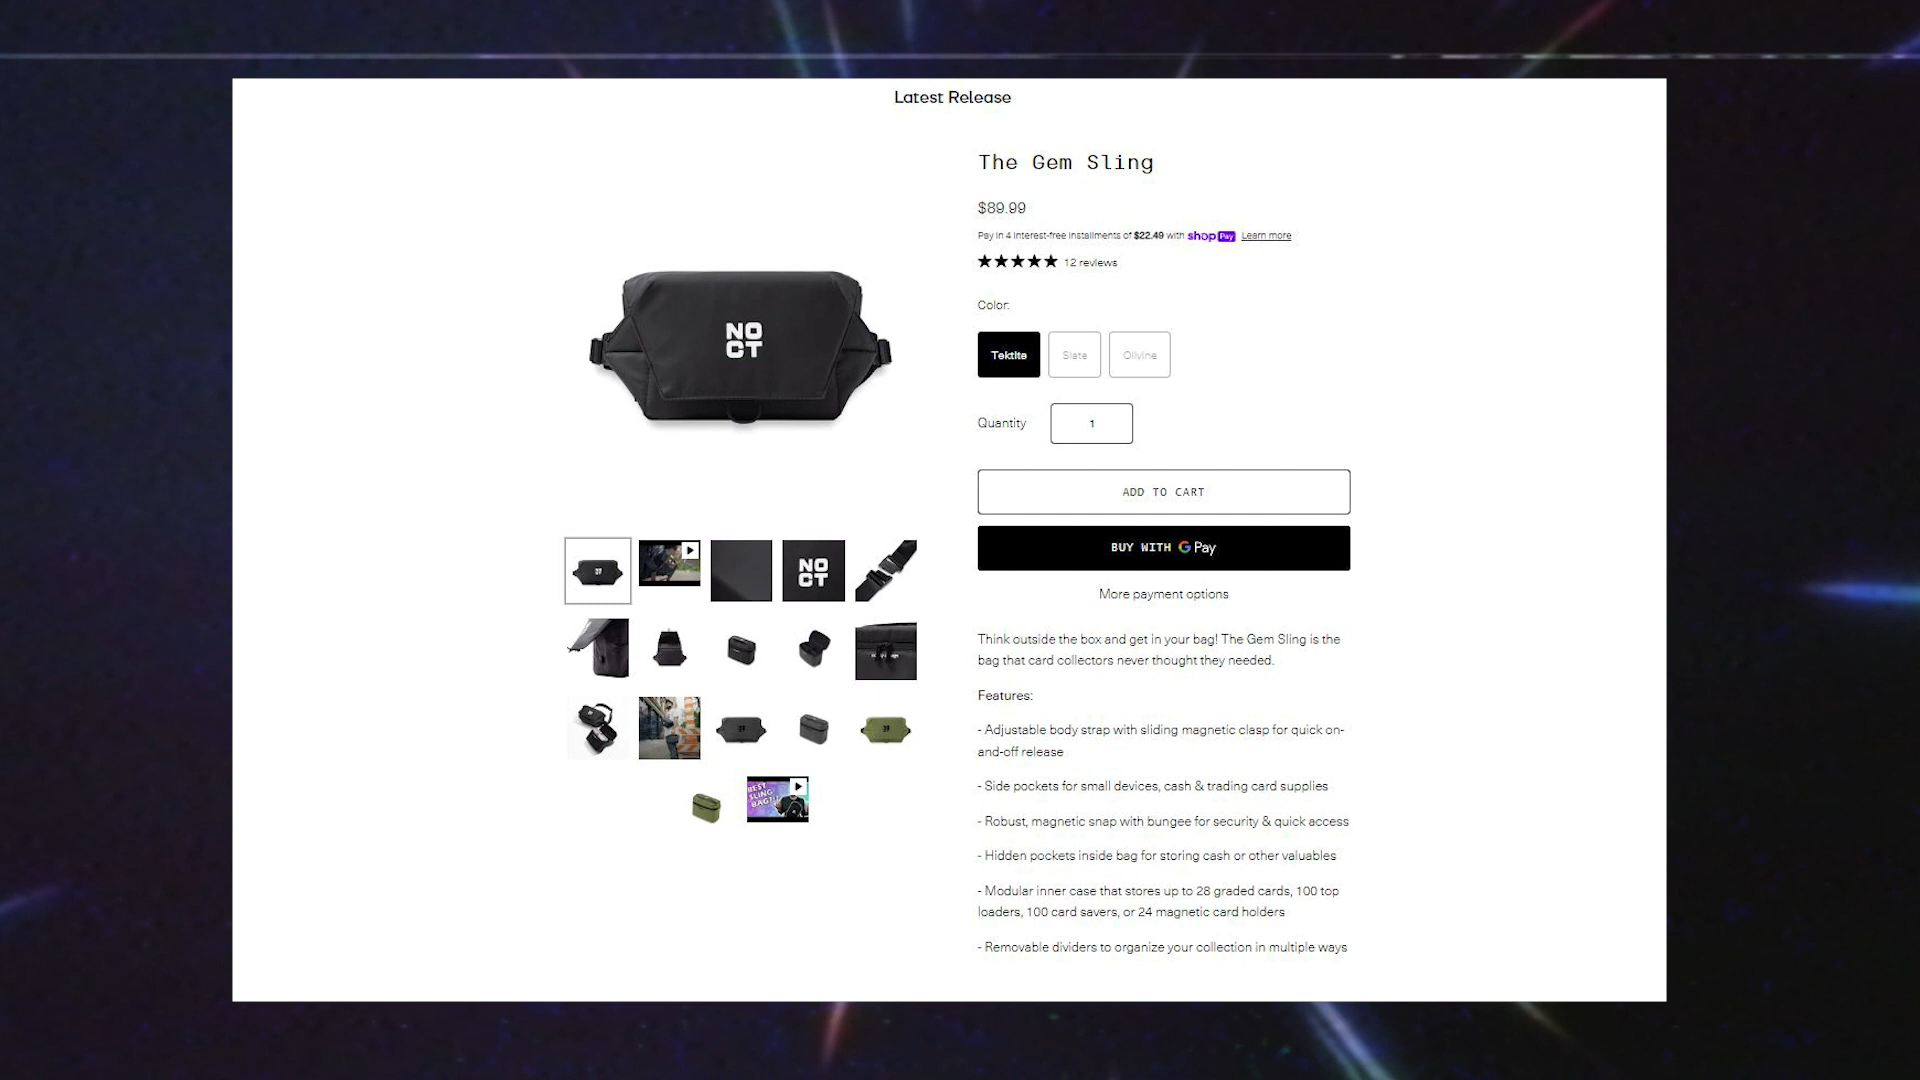 Latest Release
The Gem Sling
$89.99
Pay in 4 interest-free installments of $22.49 with shop Pay Learn more
12 reviews
NO
CT
Color:
Tektite
Slate
Olivine
Quantity
1
ADD TO CART
BUY WITH G Pay
More payment options
NO
CT
Think outside the box and get in your bag! The Gem Sling is the
bag that card collectors never thought they needed.
Features:
- Adjustable body strap with sliding magnetic clasp for quick on-
and-off release
- Side pockets for small devices, cash & trading card supplies
BEST
SLING
BAG?!
- Robust, magnetic snap with bungee for security & quick access
- Hidden pockets inside bag for storing cash or other valuables
- Modular inner case that stores up to 28 graded cards, 100 top
loaders, 100 card savers, or 24 magnetic card holders
- Removable dividers to organize your collection in multiple ways